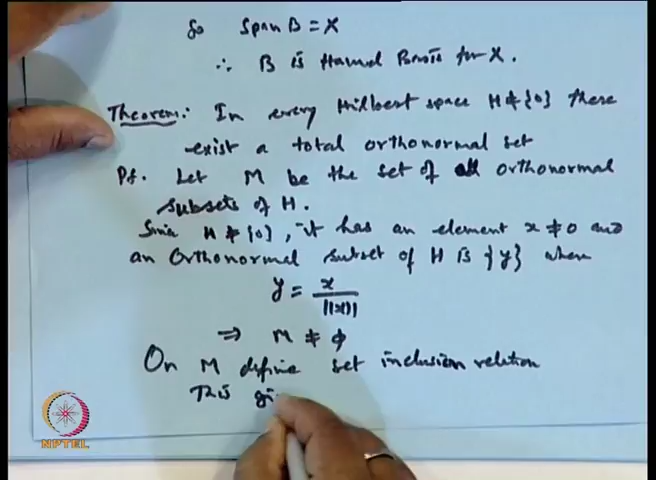 So Span B = X
∴ B is Hamel Basis for X.
Theorem: In every Hilbert space H ≠ {0} there
exist a total orthonormal set
Pf. Let M be the set of all orthonormal
subsets of H.
Since H ≠ {0}, it has an element x ≠ 0 and
an Orthonormal subset of H is {y} where
y = x / ||x||
⇒ M ≠ φ
On M define set inclusion relation
This gi
NPTEL